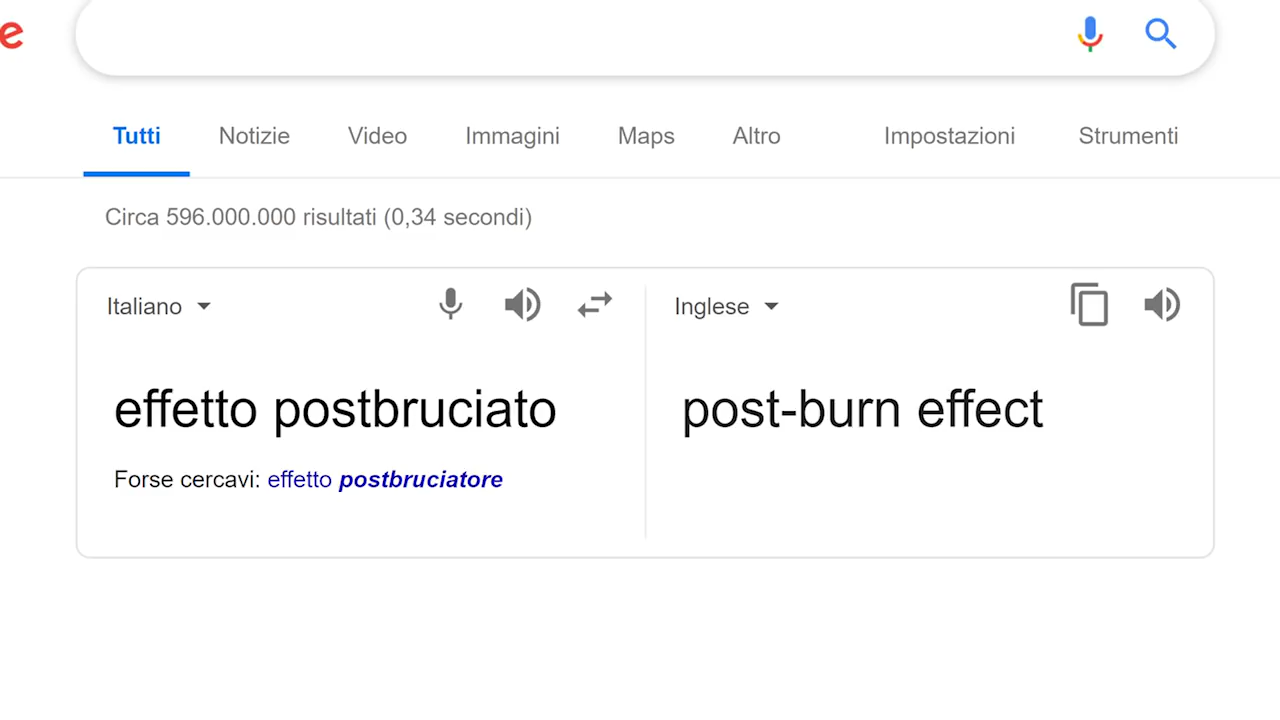 e
Tutti Notizie Video Immagini Maps Altro Impostazioni Strumenti
Circa 596.000.000 risultati (0,34 secondi)
Italiano Inglese
effetto postbruciato post-burn effect
Forse cercavi: effetto postbruciatore